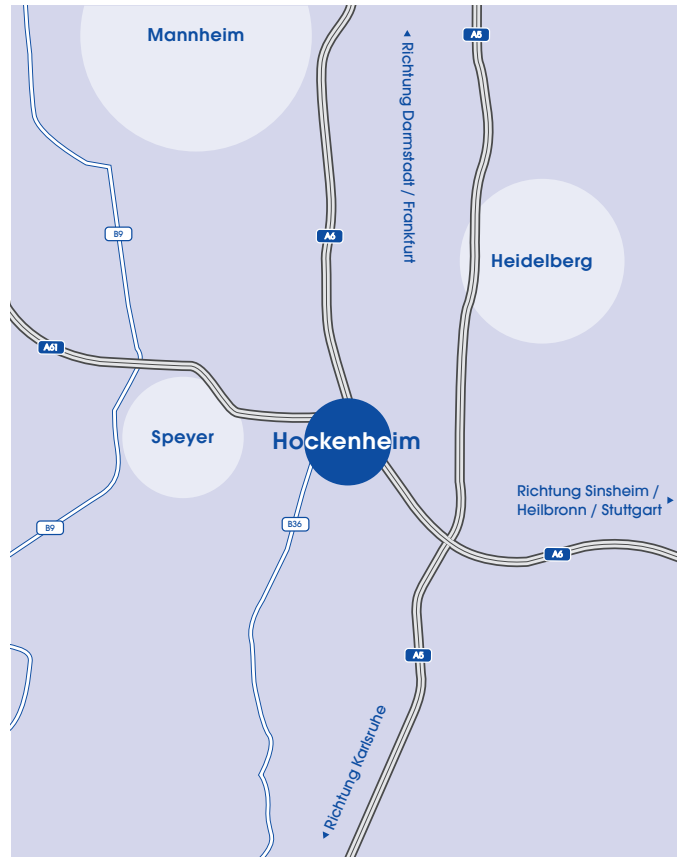 Mannheim
A5
A6
Richtung Darmstadt / Frankfurt
B9
A6
Heidelberg
A61
Speyer
Hockenheim
Richtung Sinsheim /
Heilbronn / Stuttgart
B9
B36
A6
A5
Richtung Karlsruhe